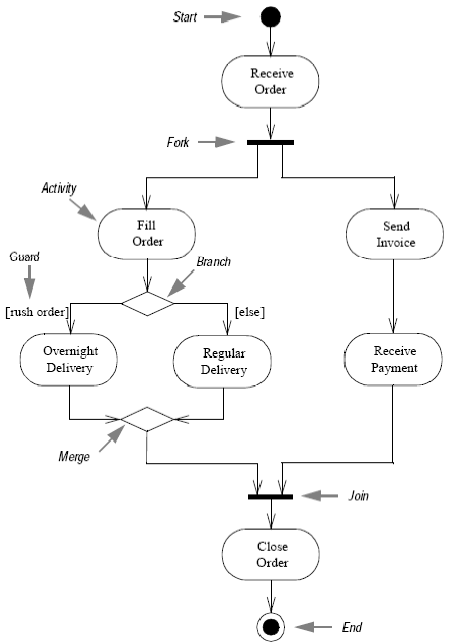 Start
Receive
Order
Fork
Activity
Fill
Order
Send
Invoice
Guard
Branch
[rush order]
[else]
Overnight
Delivery
Regular
Delivery
Receive
Payment
Merge
Join
Close
Order
End